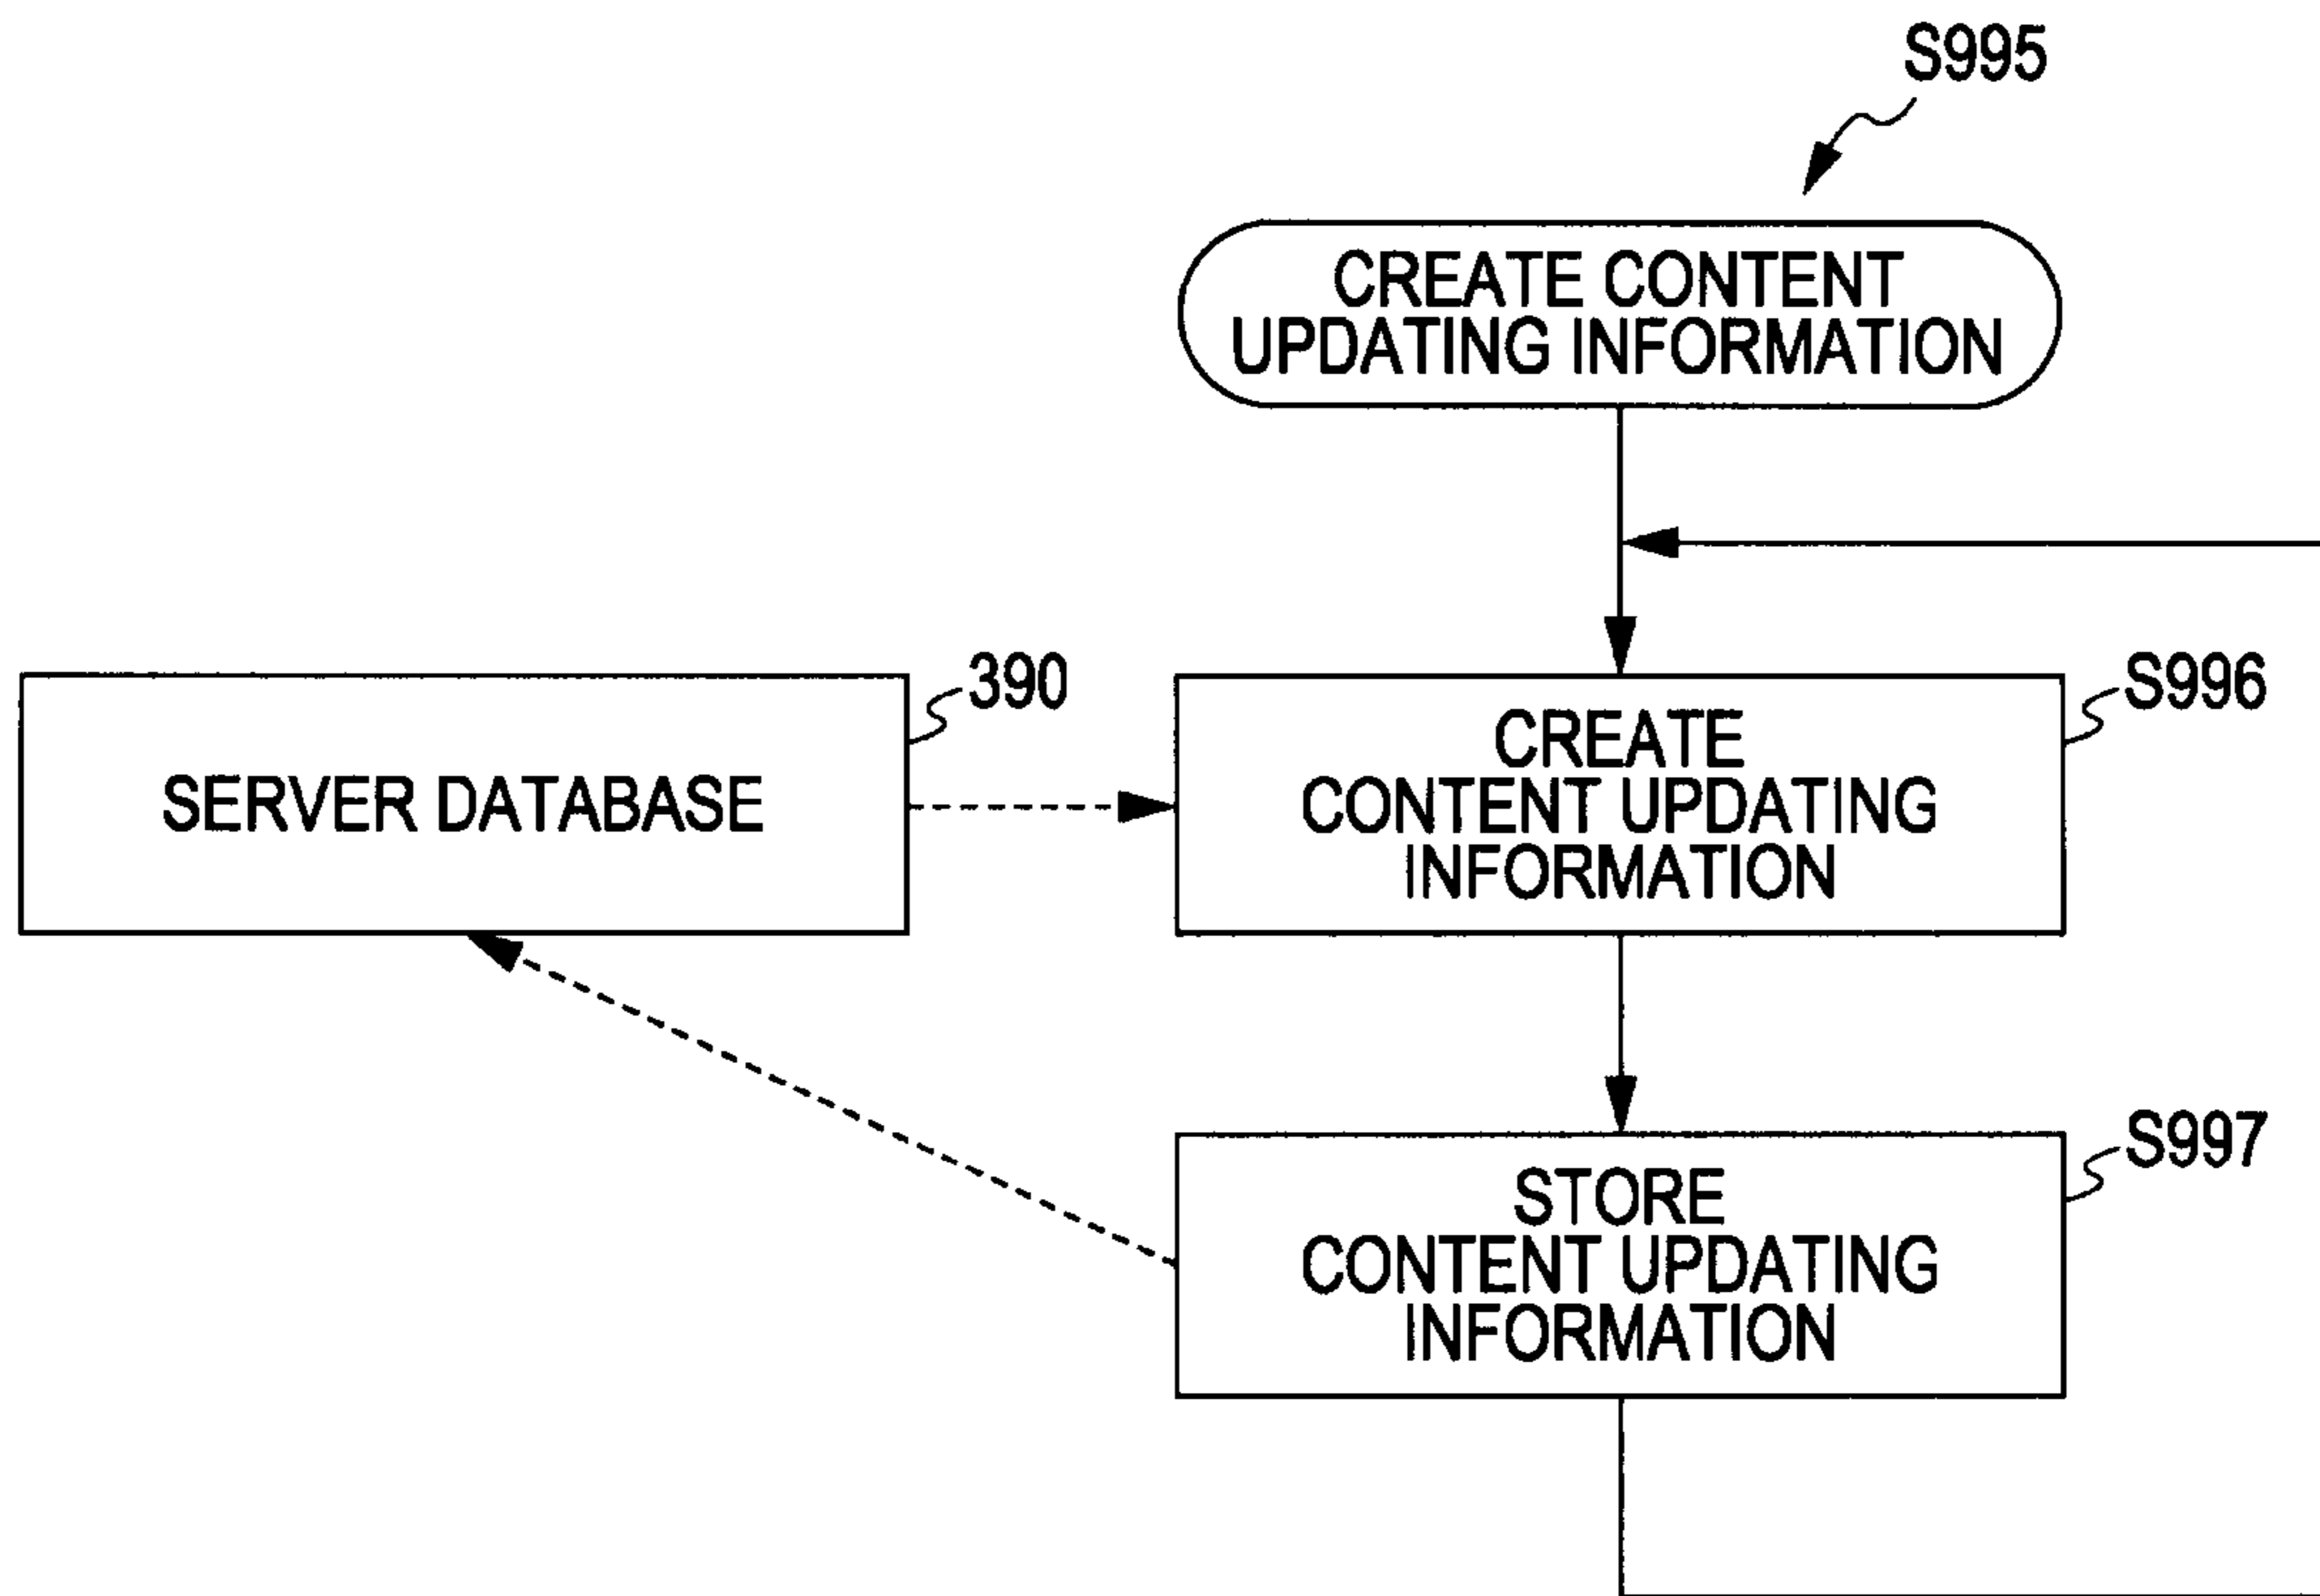 S995
CREATE CONTENT
UPDATING INFORMATION
390
SERVER DATABASE
S996
CREATE
CONTENT UPDATING
INFORMATION
S997
STORE
CONTENT UPDATING
INFORMATION